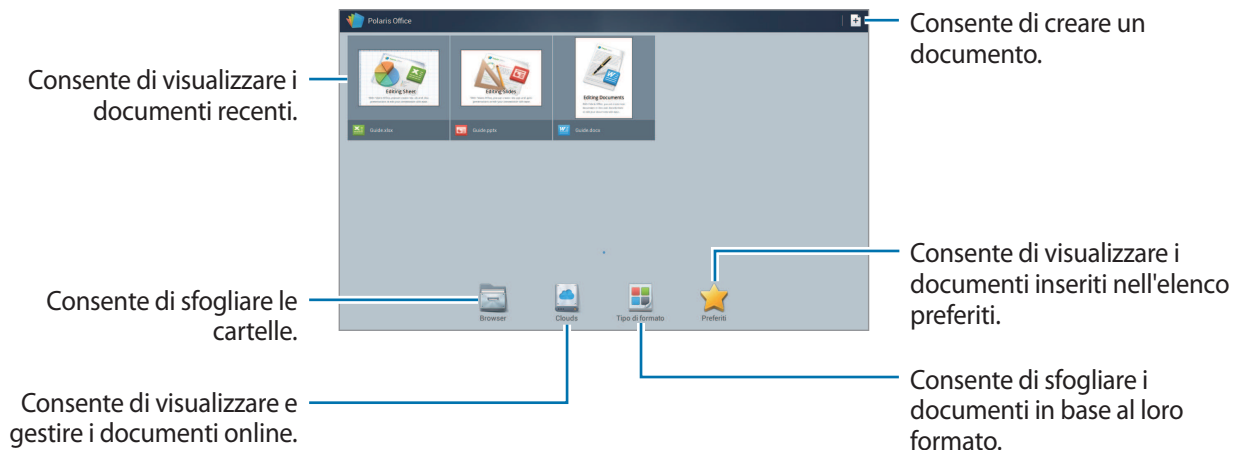 Polaris Office
Consente di creare un
documento.
Consente di visualizzare i
documenti recenti.
Editing Sheet
Editing Slides
Editing Documents
Guide.xlsx
Guide.pptx
Guide.docx
Consente di visualizzare i
documenti inseriti nell'elenco
preferiti.
Consente di sfogliare le
cartelle.
Browser
Clouds
Tipo di formato
Preferiti
Consente di visualizzare e
gestire i documenti online.
Consente di sfogliare i
documenti in base al loro
formato.